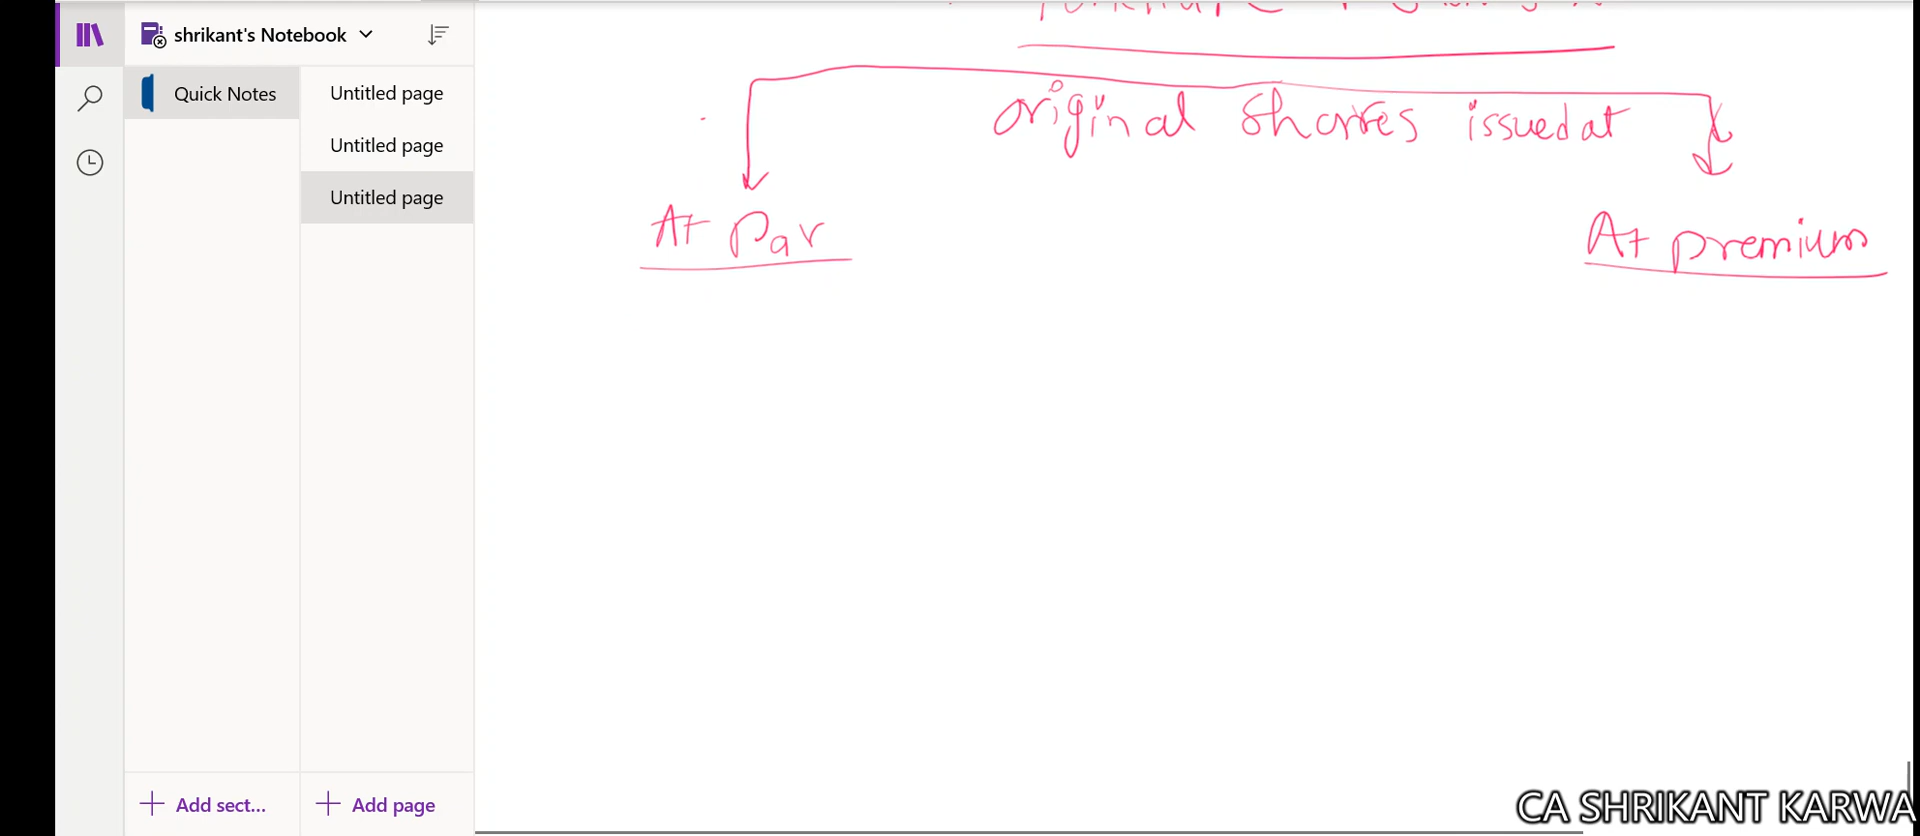 shrikant's Notebook
Quick Notes
Untitled page
Untitled page
Untitled page
Add sect...
Add page
original Shares issued at
At Par
At premium
CA SHRIKANT KARWA